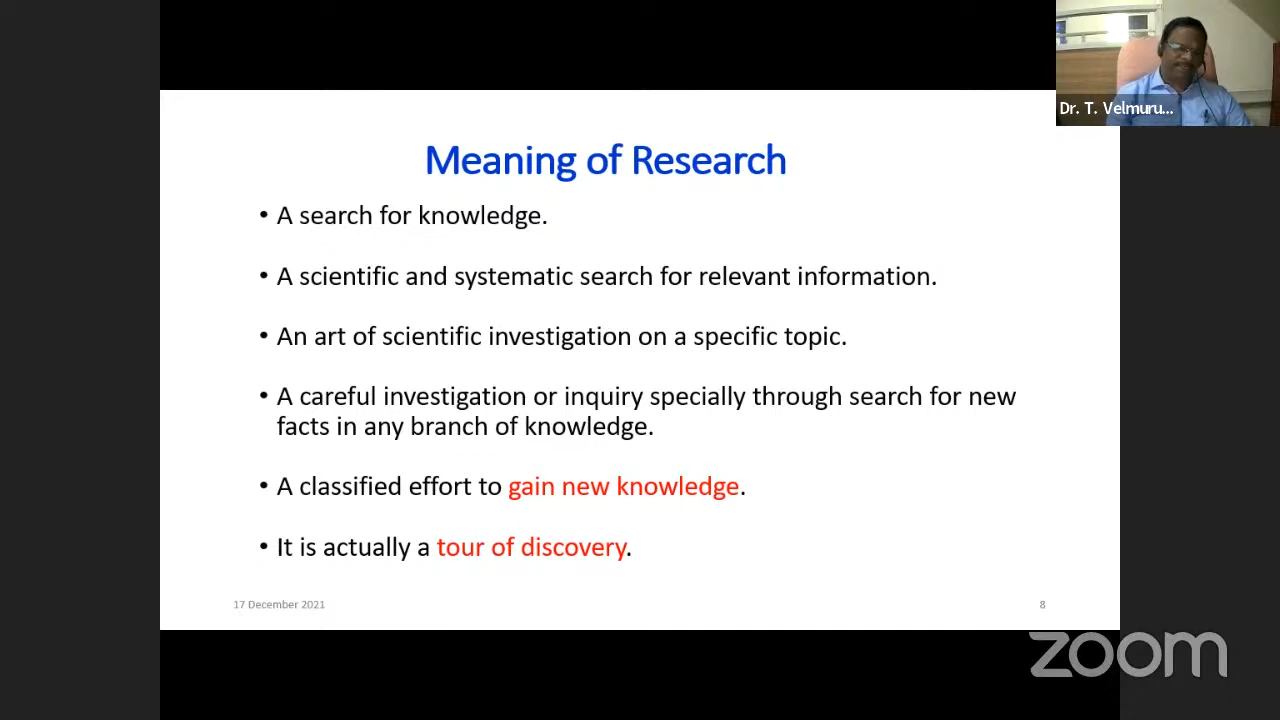 Dr. T. Velmuru...
Meaning of Research
• A search for knowledge.
• A scientific and systematic search for relevant information.
• An art of scientific investigation on a specific topic.
• A careful investigation or inquiry specially through search for new
facts in any branch of knowledge.
• A classified effort to gain new knowledge.
• It is actually a tour of discovery.
17 December 2021
8
zoom